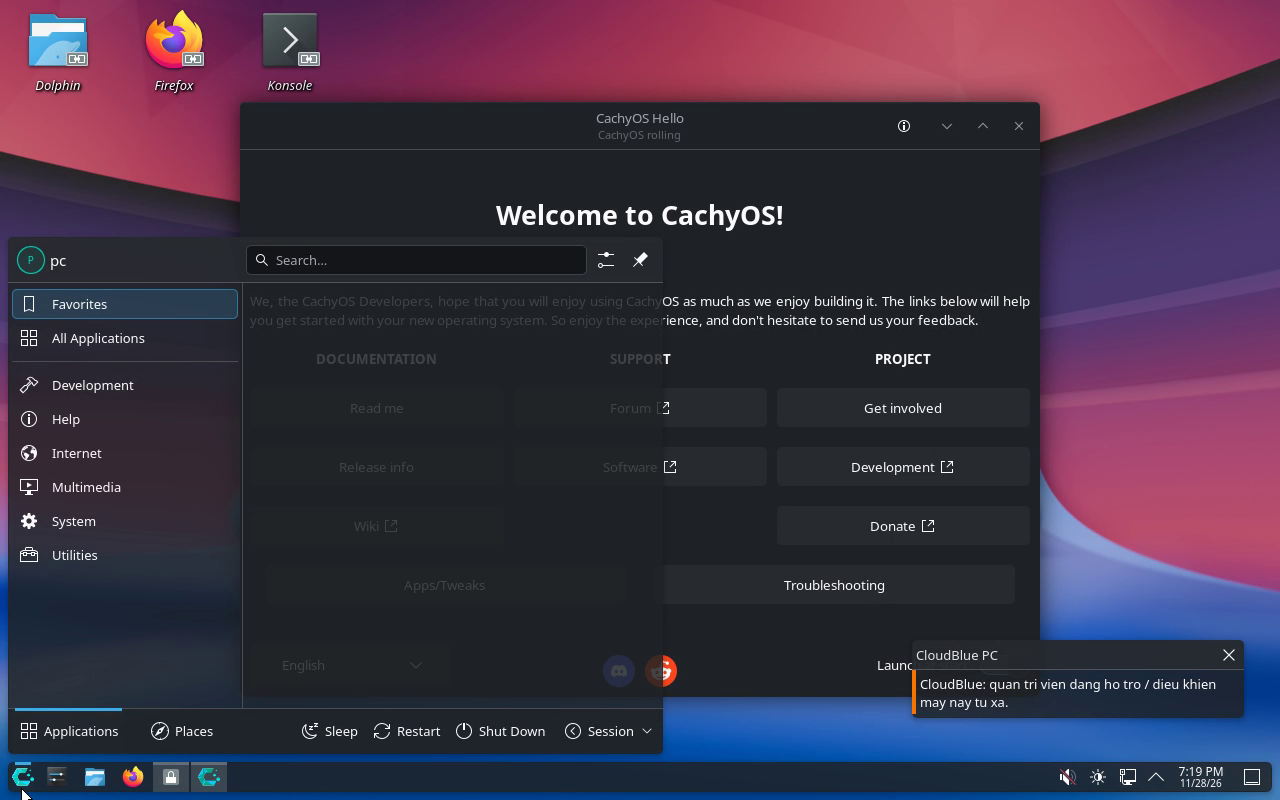 Dolphin
Firefox
Konsole
CachyOS Hello
CachyOS rolling
Welcome to CachyOS!
P
pc
Search...
We, the CachyOS Developers, hope that you will enjoy using CachyOS as much as we enjoy building it. The links below will help
you get started with your new operating system. So enjoy the experience, and don't hesitate to send us your feedback.
Favorites
All Applications
Development
Help
Internet
Multimedia
System
Utilities
DOCUMENTATION
SUPPORT
PROJECT
Read me
Forum
Get involved
Release info
Software
Development
Wiki
Donate
Apps/Tweaks
Troubleshooting
English
CloudBlue PC
CloudBlue: quan tri vien dang ho tro / dieu khien
may nay tu xa.
Applications
Places
Sleep
Restart
Shut Down
Session
7:19 PM
11/28/26